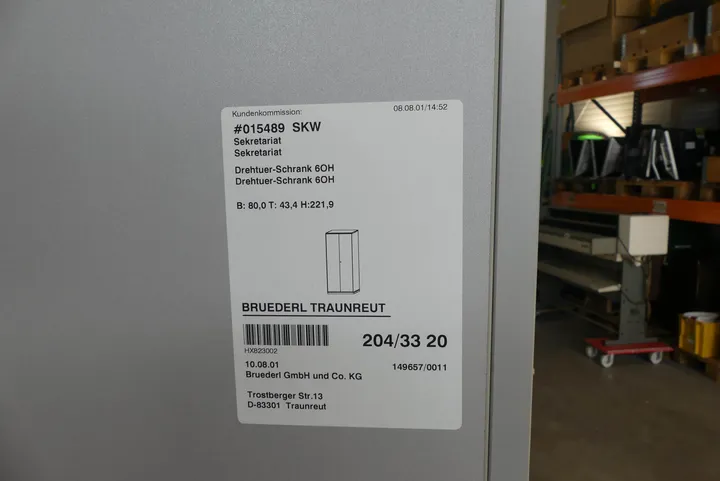 Kundenkommission: 08.08.01/14:52
#015489 SKW
Sekretariat
Sekretariat
Drehtuer-Schrank 6OH
Drehtuer-Schrank 6OH
B: 80,0 T: 43,4 H:221,9
BRUEDERL TRAUNREUT
204/33 20
HX823002
10.08.01 149657/0011
Bruederl GmbH und Co. KG
Trostberger Str.13
D-83301 Traunreut